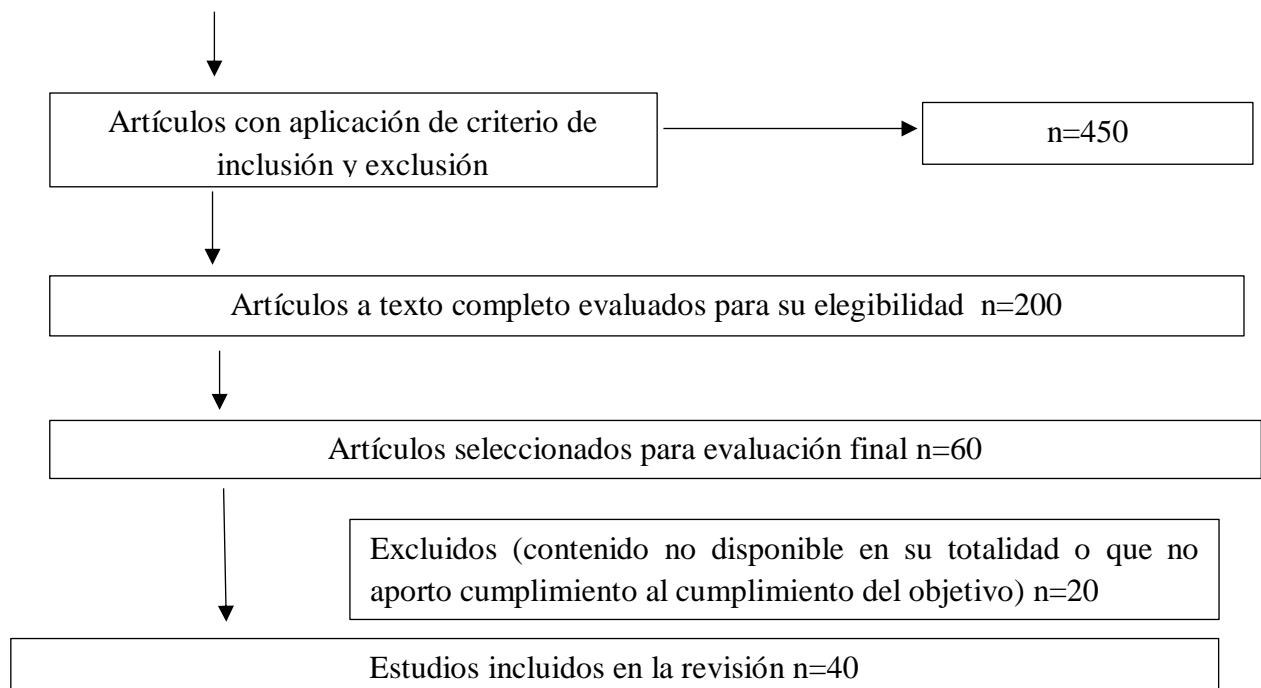 Artículos con aplicación de criterio de
inclusión y exclusión
n=450
Artículos a texto completo evaluados para su elegibilidad n=200
Artículos seleccionados para evaluación final n=60
Excluidos (contenido no disponible en su totalidad o que no
aporto cumplimiento al cumplimiento del objetivo) n=20
Estudios incluidos en la revisión n=40